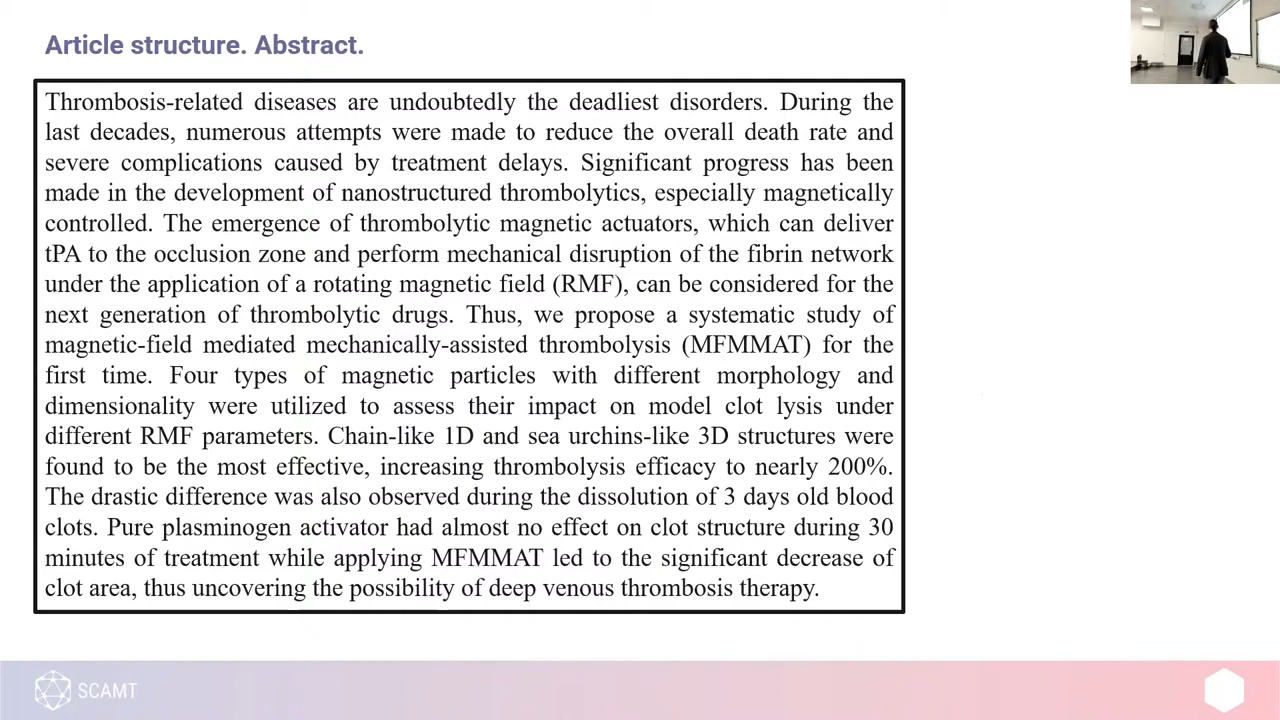 Article structure. Abstract.
Thrombosis-related diseases are undoubtedly the deadliest disorders. During the
last decades, numerous attempts were made to reduce the overall death rate and
severe complications caused by treatment delays. Significant progress has been
made in the development of nanostructured thrombolytics, especially magnetically
controlled. The emergence of thrombolytic magnetic actuators, which can deliver
tPA to the occlusion zone and perform mechanical disruption of the fibrin network
under the application of a rotating magnetic field (RMF), can be considered for the
next generation of thrombolytic drugs. Thus, we propose a systematic study of
magnetic-field mediated mechanically-assisted thrombolysis (MFMMAT) for the
first time. Four types of magnetic particles with different morphology and
dimensionality were utilized to assess their impact on model clot lysis under
different RMF parameters. Chain-like 1D and sea urchins-like 3D structures were
found to be the most effective, increasing thrombolysis efficacy to nearly 200%.
The drastic difference was also observed during the dissolution of 3 days old blood
clots. Pure plasminogen activator had almost no effect on clot structure during 30
minutes of treatment while applying MFMMAT led to the significant decrease of
clot area, thus uncovering the possibility of deep venous thrombosis therapy.
SCAMT